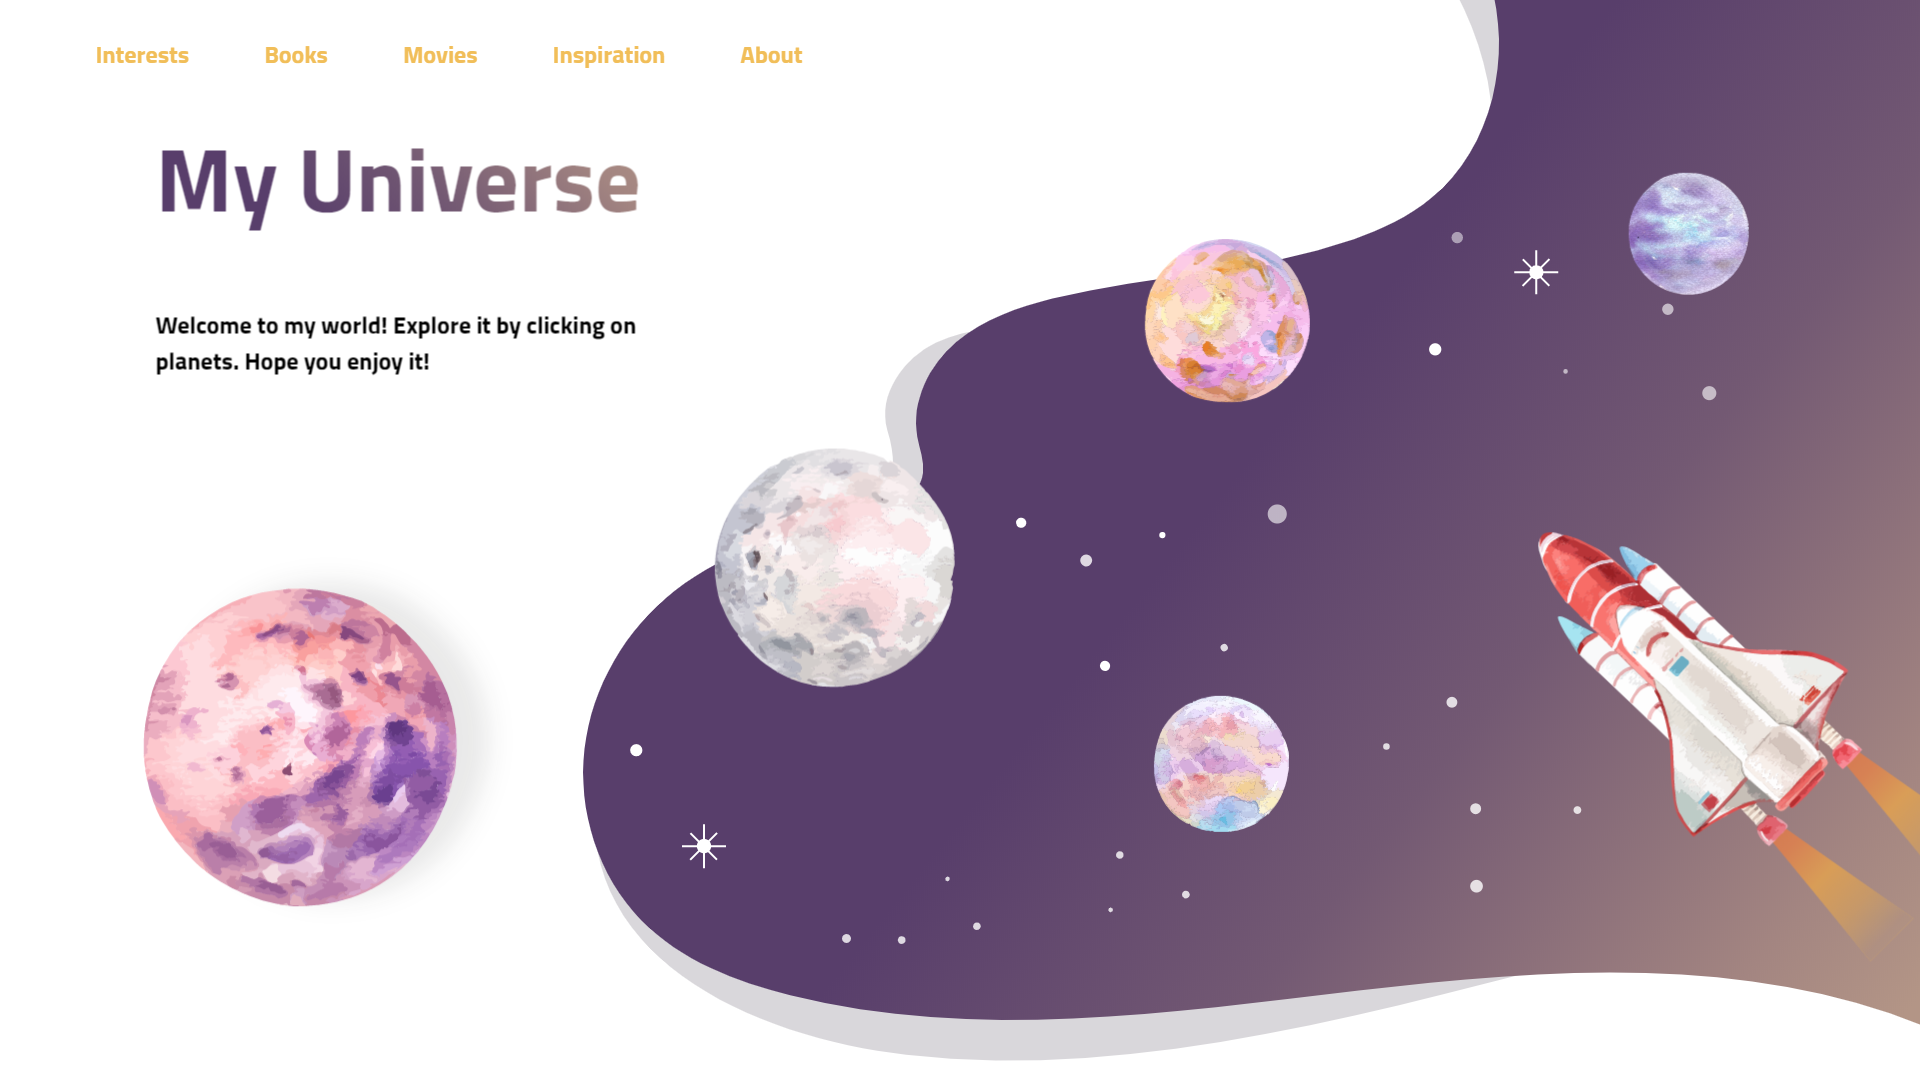 Interests Books Movies Inspiration About
My Universe
Welcome to my world! Explore it by clicking on
planets. Hope you enjoy it!